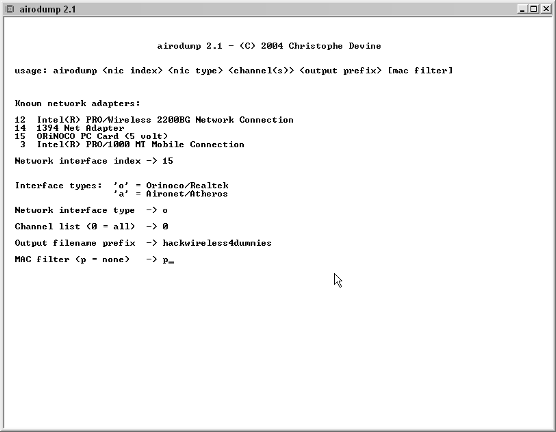 airodump 2.1
airodump 2.1 - (C) 2004 Christophe Devine
usage: airodump <nic index> <nic type> <channel(s)> <output prefix> [mac filter]
Known network adapters:
12 Intel(R) PRO/Wireless 2200BG Network Connection
14 1394 Net Adapter
15 ORiNOCO PC Card (5 volt)
3 Intel(R) PRO/1000 MT Mobile Connection
Network interface index -> 15
Interface types: 'o' = Orinoco/Realtek
'a' = Aironet/Atheros
Network interface type -> o
Channel list (0 = all) -> 0
Output filename prefix -> hackwireless4dummies
MAC filter (p = none) -> p_